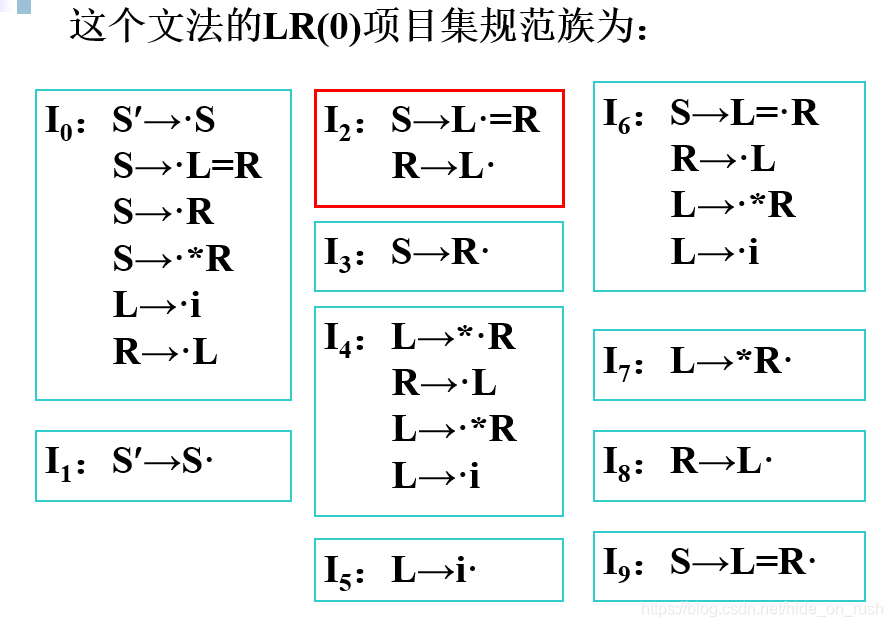 这个文法的LR(0)项目集规范族为：
I0： S′→·S
S→·L=R
S→·R
S→·*R
L→·i
R→·L
I1： S′→S·
I2： S→L·=R
R→L·
I3： S→R·
I4： L→*·R
R→·L
L→·*R
L→·i
I5： L→i·
I6： S→L=·R
R→·L
L→·*R
L→·i
I7： L→*R·
I8： R→L·
I9： S→L=R·
https://blog.csdn.net/hide_on_rush